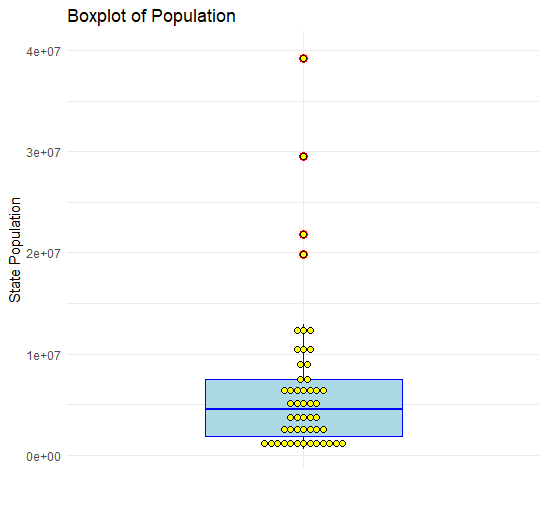 Boxplot of Population
4e+07
3e+07
2e+07
1e+07
0e+00
State Population